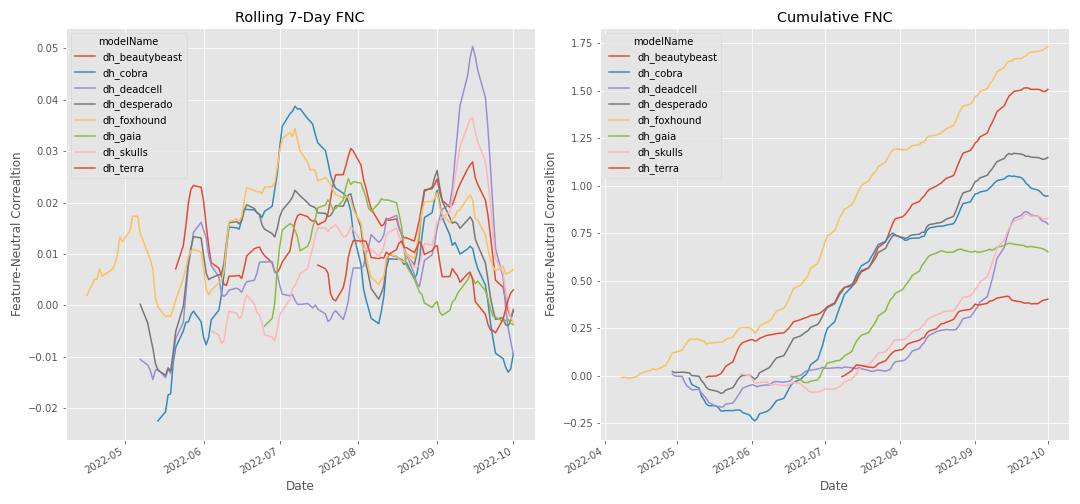 Rolling 7-Day FNC
Feature-Neutral Correaltion
0.05
0.04
0.03
0.02
0.01
0.00
−0.01
−0.02
modelName
dh_beautybeast
dh_cobra
dh_deadcell
dh_desperado
dh_foxhound
dh_gaia
dh_skulls
dh_terra
2022-05
2022-06
2022-07
2022-08
2022-09
2022-10
Date
Cumulative FNC
Feature-Neutral Correaltion
1.75
1.50
1.25
1.00
0.75
0.50
0.25
0.00
−0.25
modelName
dh_beautybeast
dh_cobra
dh_deadcell
dh_desperado
dh_foxhound
dh_gaia
dh_skulls
dh_terra
2022-04
2022-05
2022-06
2022-07
2022-08
2022-09
2022-10
Date